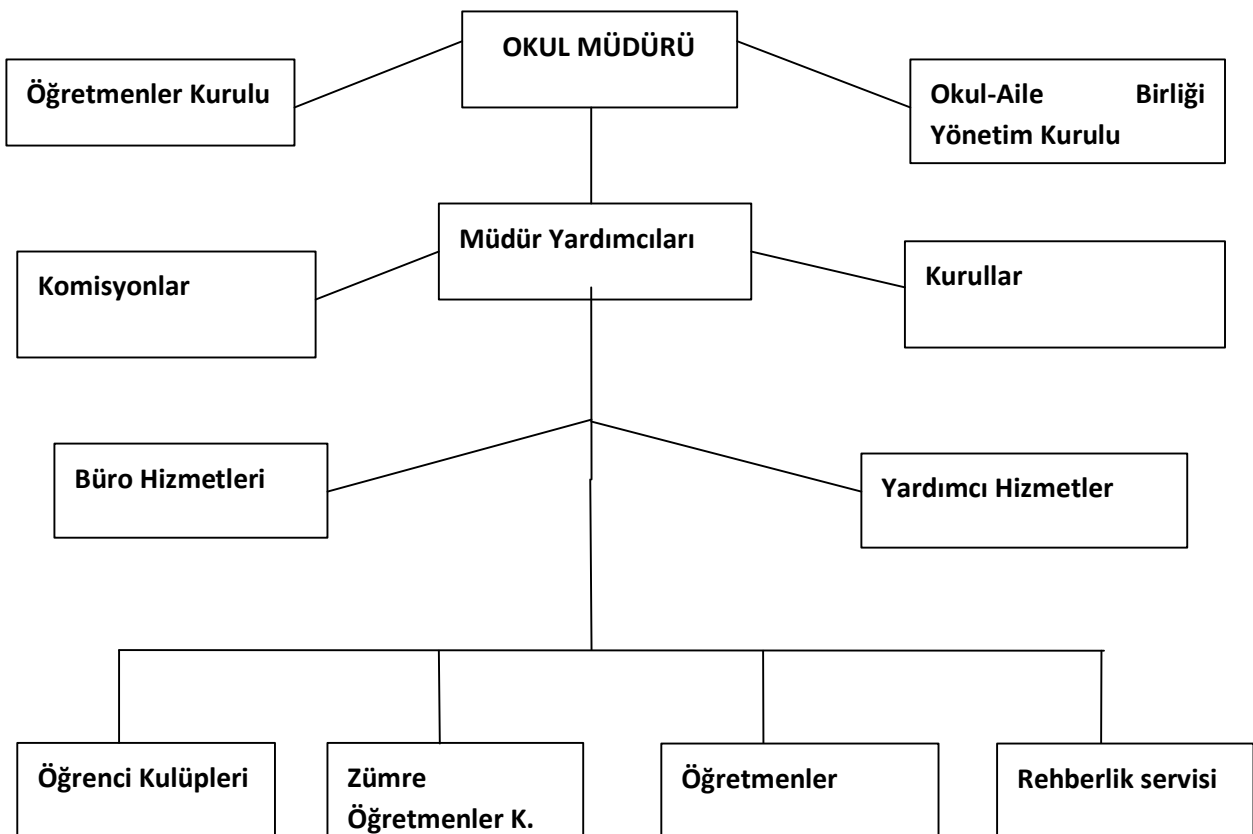 OKUL MÜDÜRÜ
Öğretmenler Kurulu
Okul-Aile Birliği
Yönetim Kurulu
Müdür Yardımcıları
Komisyonlar
Kurullar
Büro Hizmetleri
Yardımcı Hizmetler
Öğrenci Kulüpleri
Zümre
Öğretmenler K.
Öğretmenler
Rehberlik servisi